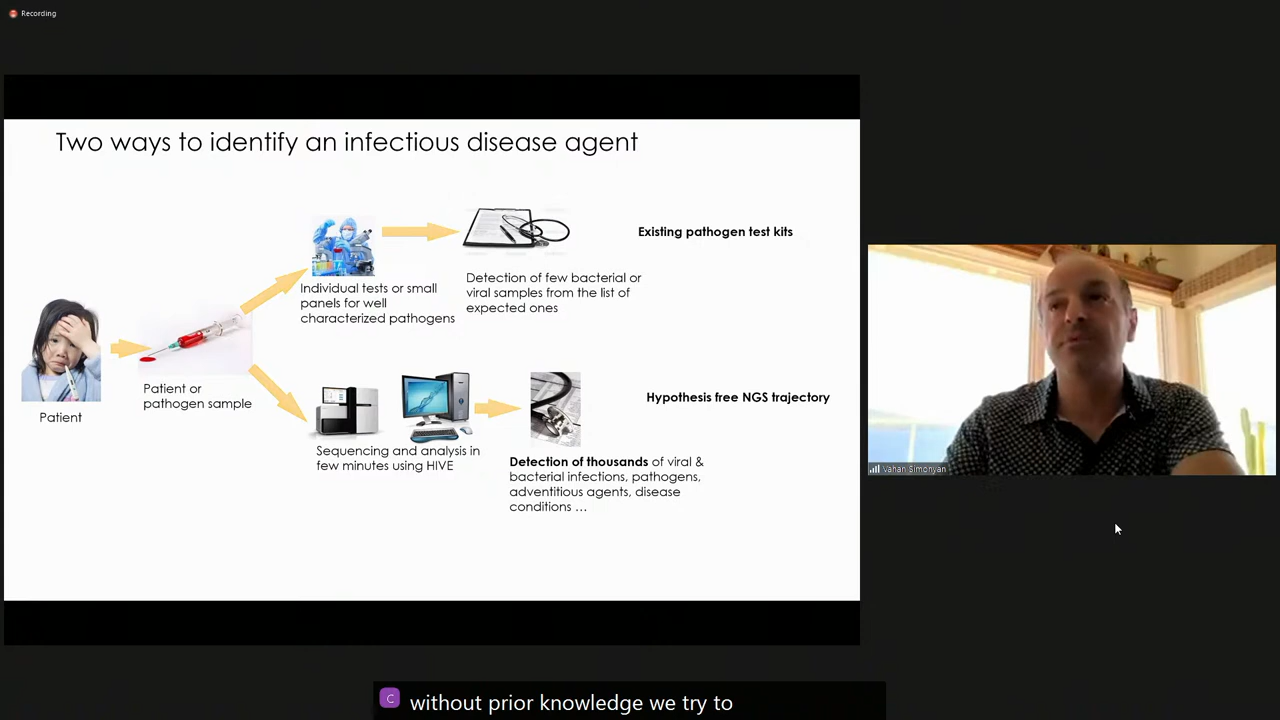 Recording
Two ways to identify an infectious disease agent
Existing pathogen test kits
Individual tests or small
panels for well
characterized pathogens
Detection of few bacterial or
viral samples from the list of
expected ones
Patient
Patient or
pathogen sample
Hypothesis free NGS trajectory
Sequencing and analysis in
few minutes using HIVE
Detection of thousands of viral &
bacterial infections, pathogens,
adventitious agents, disease
conditions …
Vahan Simonyan
C
without prior knowledge we try to